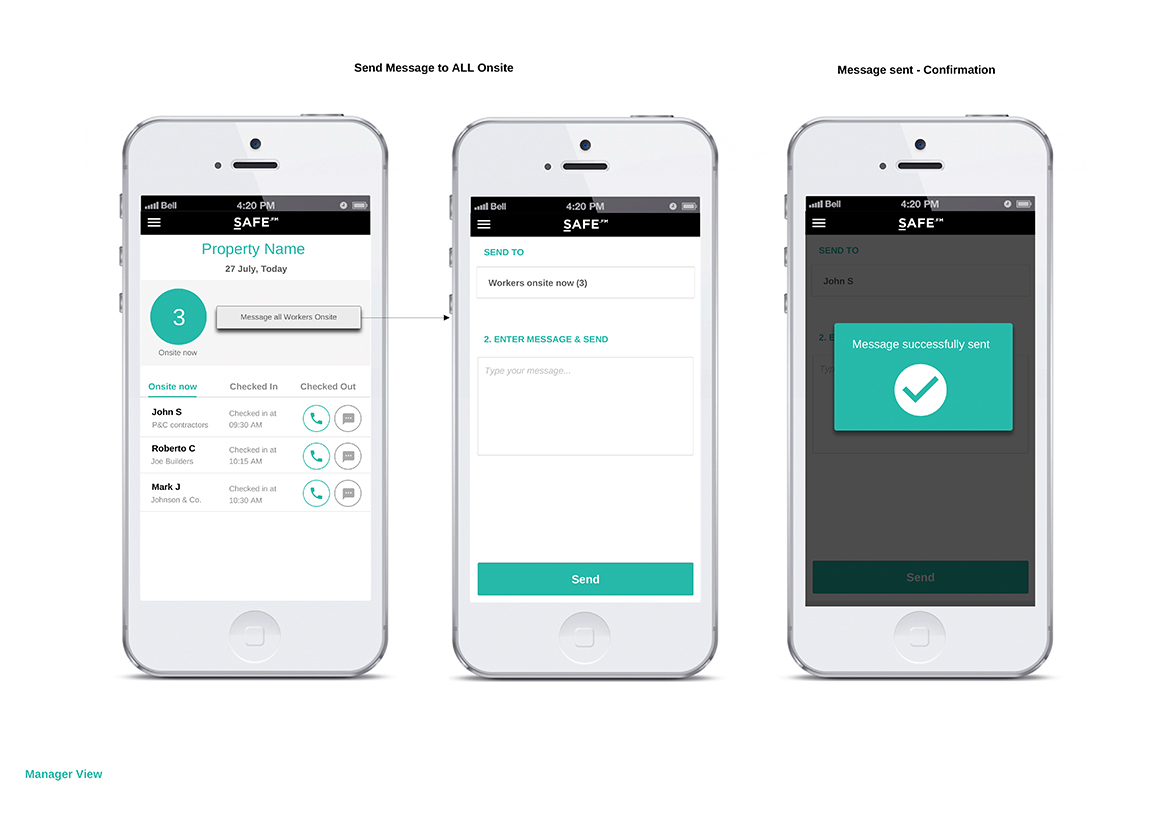 Send Message to ALL Onsite
Message sent - Confirmation
Bell 4:20 PM
SAFE.FM
Property Name
27 July, Today
3
Onsite now
Message all Workers Onsite
Onsite now Checked In Checked Out
John S
P&C contractors
Checked in at
09:30 AM
Roberto C
Joe Builders
Checked in at
10:15 AM
Mark J
Johnson & Co.
Checked in at
10:30 AM
Bell 4:20 PM
SAFE.FM
SEND TO
Workers onsite now (3)
2. ENTER MESSAGE & SEND
Type your message...
Send
Bell 4:20 PM
SAFE.FM
SEND TO
John S
2. E
Typ
Message successfully sent
Send
Manager View